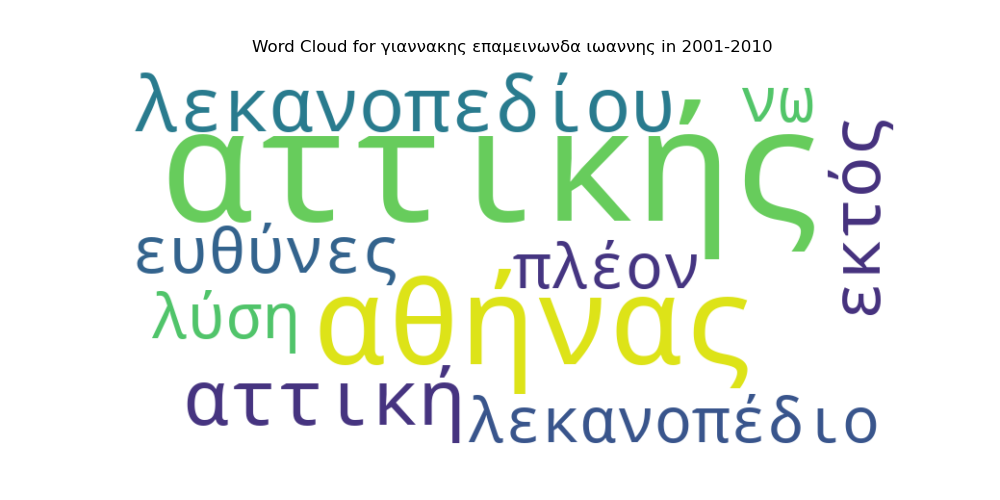 Word Cloud for γιαννακης επαμεινωνδα ιωαννης in 2001-2010
λεκανοπεδίου
νω
αττικής
εκτός
ευθύνες
πλέον
λύση
αθήνας
αττική
λεκανοπέδιο